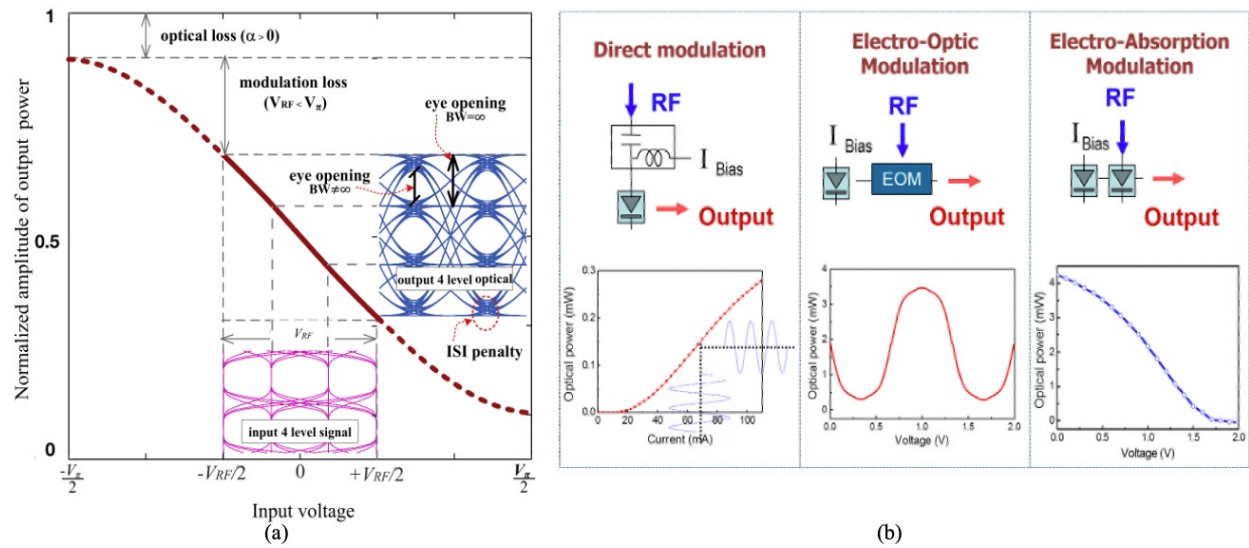 Normalized amplitude of output power
1
0.5
0
optical loss (α>0)
modulation loss
(VRF < Vπ)
eye opening
BW=∞
eye opening
BW≠∞
output 4 level optical
ISI penalty
VRF
input 4 level signal
-Vπ
2
-VRF/2
0
+VRF/2
Vπ
2
Input voltage
(a)
Direct modulation
RF
I Bias
Output
Optical power (mW)
0.3
0.2
0.1
0.0
0
20
40
60
80
100
Current (mA)
Electro-Optic
Modulation
RF
I Bias
EOM
Output
Optical power (mW)
4
3
2
1
0
0.0
0.5
1.0
1.5
2.0
Voltage (V)
Electro-Absorption
Modulation
RF
I Bias
Output
Optical power (mW)
4
3
2
1
0
0.0
0.5
1.0
1.5
2.0
Voltage (V)
(b)